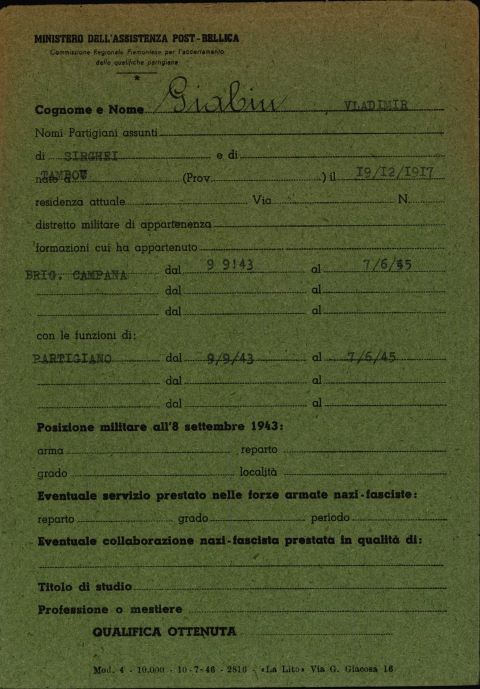 MINISTERO DELL'ASSISTENZA POST-BELLICA
Commissione Regionale Piemontese per l'accertamento
delle qualifiche partigiane
Cognome e Nome Giabin VLADIMIR
Nomi Partigiani assunti
di SIRGHEI e di
nato a TAMBOW (Prov. ) il 19/12/1917
residenza attuale Via N.
distretto militare di appartenenza
formazioni cui ha appartenuto
BRIG. CAMPANA dal 9 9143 al 7/6/45
dal al
dal al
con le funzioni di:
PARTIGIANO dal 9/9/43 al 7/6/45
dal al
dal al
Posizione militare all'8 settembre 1943:
arma reparto
grado località
Eventuale servizio prestato nelle forze armate nazi-fasciste:
reparto grado periodo
Eventuale collaborazione nazi-fascista prestata in qualità di:
Titolo di studio
Professione o mestiere
QUALIFICA OTTENUTA
Mod. 4 - 10.000 - 10-7-46 - 2816 - «La Lito» Via G. Giacosa 16